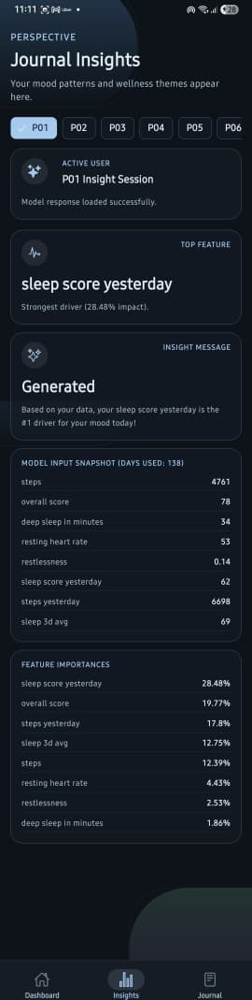 11:11
28
PERSPECTIVE
Journal Insights
Your mood patterns and wellness themes appear
here.
P01 P02 P03 P04 P05 P06
ACTIVE USER
P01 Insight Session
Model response loaded successfully.
TOP FEATURE
sleep score yesterday
Strongest driver (28.48% impact).
INSIGHT MESSAGE
Generated
Based on your data, your sleep score yesterday is the
#1 driver for your mood today!
MODEL INPUT SNAPSHOT (DAYS USED: 138)
steps 4761
overall score 78
deep sleep in minutes 34
resting heart rate 53
restlessness 0.14
sleep score yesterday 62
steps yesterday 6698
sleep 3d avg 69
FEATURE IMPORTANCES
sleep score yesterday 28.48%
overall score 19.77%
steps yesterday 17.8%
sleep 3d avg 12.75%
steps 12.39%
resting heart rate 4.43%
restlessness 2.53%
deep sleep in minutes 1.86%
Dashboard Insights Journal